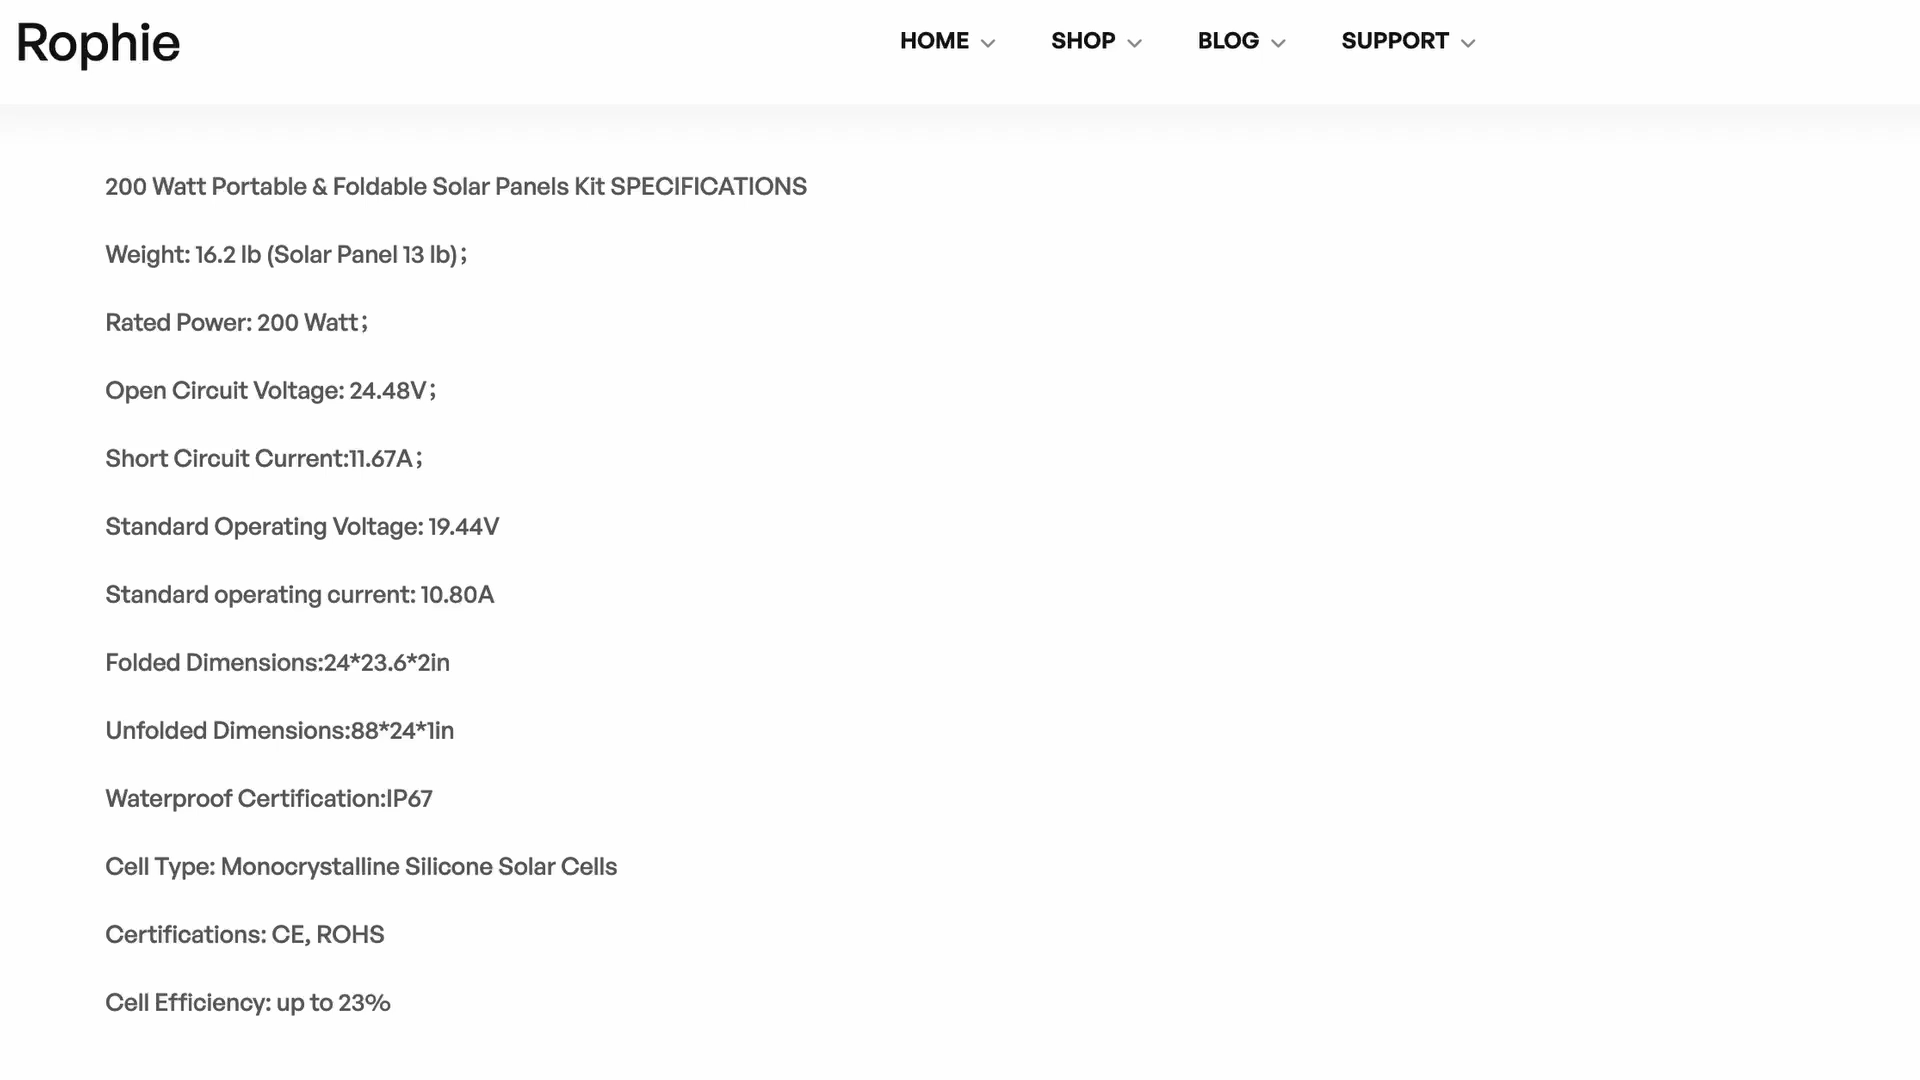 Rophie
HOME
SHOP
BLOG
SUPPORT
200 Watt Portable & Foldable Solar Panels Kit SPECIFICATIONS
Weight: 16.2 lb (Solar Panel 13 lb)；
Rated Power: 200 Watt；
Open Circuit Voltage: 24.48V；
Short Circuit Current:11.67A；
Standard Operating Voltage: 19.44V
Standard operating current: 10.80A
Folded Dimensions:24*23.6*2in
Unfolded Dimensions:88*24*1in
Waterproof Certification:IP67
Cell Type: Monocrystalline Silicone Solar Cells
Certifications: CE, ROHS
Cell Efficiency: up to 23%